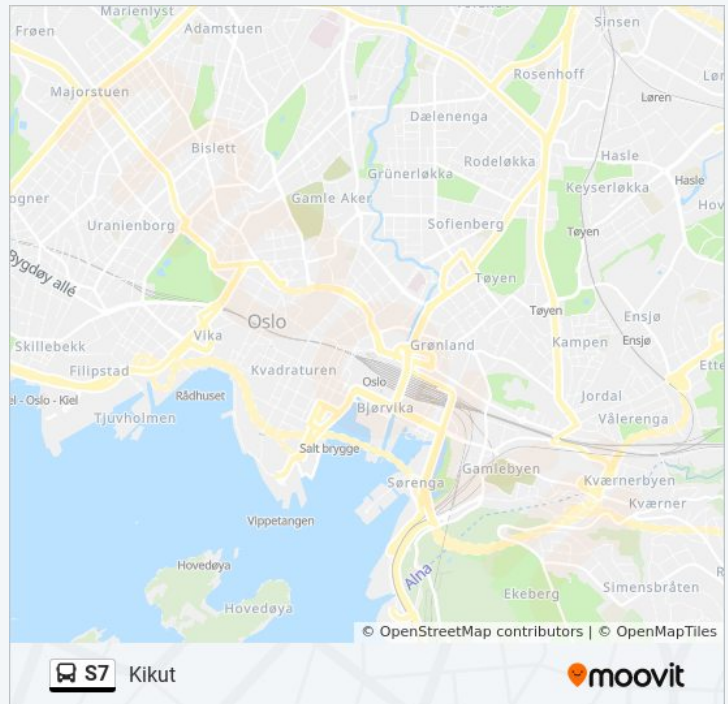 Marienlyst
Frøen
Adamstuen
Sinsen
Rosenhoff
Majorstuen
Løren
Dælenenga
Bislett
Hasle
Rodeløkka
Grünerløkka
Hasle
Keyserløkka
Gamle Aker
Uranienborg
Sofienberg
Tøyen
Bygdøy allé
Tøyen
Tøyen
Oslo
Ensjø
Vika
Ensjø
Skillebekk
Grønland
Kampen
Filipstad
Kvadraturen
Oslo
Rådhuset
Jordal
el - Oslo - Kiel
Bjørvika
Tjuvholmen
Vålerenga
Salt brygge
Gamlebyen
Sørenga
Kværnerbyen
Kværner
Vippetangen
Hovedøya
Alna
Simensbråten
Ekeberg
Hovedøya
© OpenStreetMap contributors | © OpenMapTiles
S7 Kikut
moovit